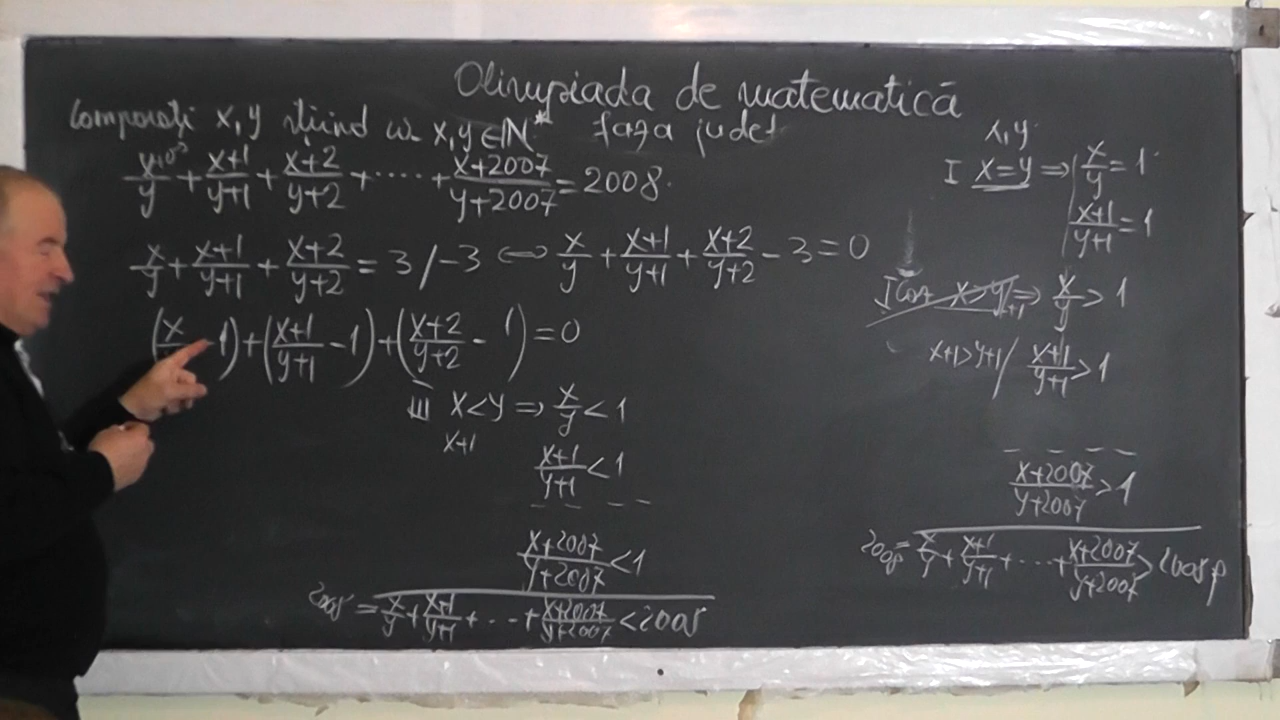 Olimpiada de matematică
Comparați x,y știind că x,y∈ℕ* faza județ
x+0/y + x+1/y+1 + x+2/y+2 + ..... + x+2007/y+2007 = 2008.
x/y + x+1/y+1 + x+2/y+2 = 3 /-3 ⇔ x/y + x+1/y+1 + x+2/y+2 - 3 = 0
(x/ -1) + (x+1/y+1 - 1) + (x+2/y+2 - 1) = 0
III x<y ⇒ x/y < 1
x+1
x+1/y+1 < 1
- - - -
x+2007/y+2007 < 1
2008 = x/y + x+1/y+1 + ... + x+2007/y+2007 < 2008
x,y.
I x=y ⇒ x/y = 1.
x+1/y+1 = 1
x>y ⇒ x/y > 1
x+1>y+1 / x+1/y+1 > 1
- - - - -
x+2007/y+2007 > 1
2008 = x/y + x+1/y+1 + ... + x+2007/y+2007 > 2008